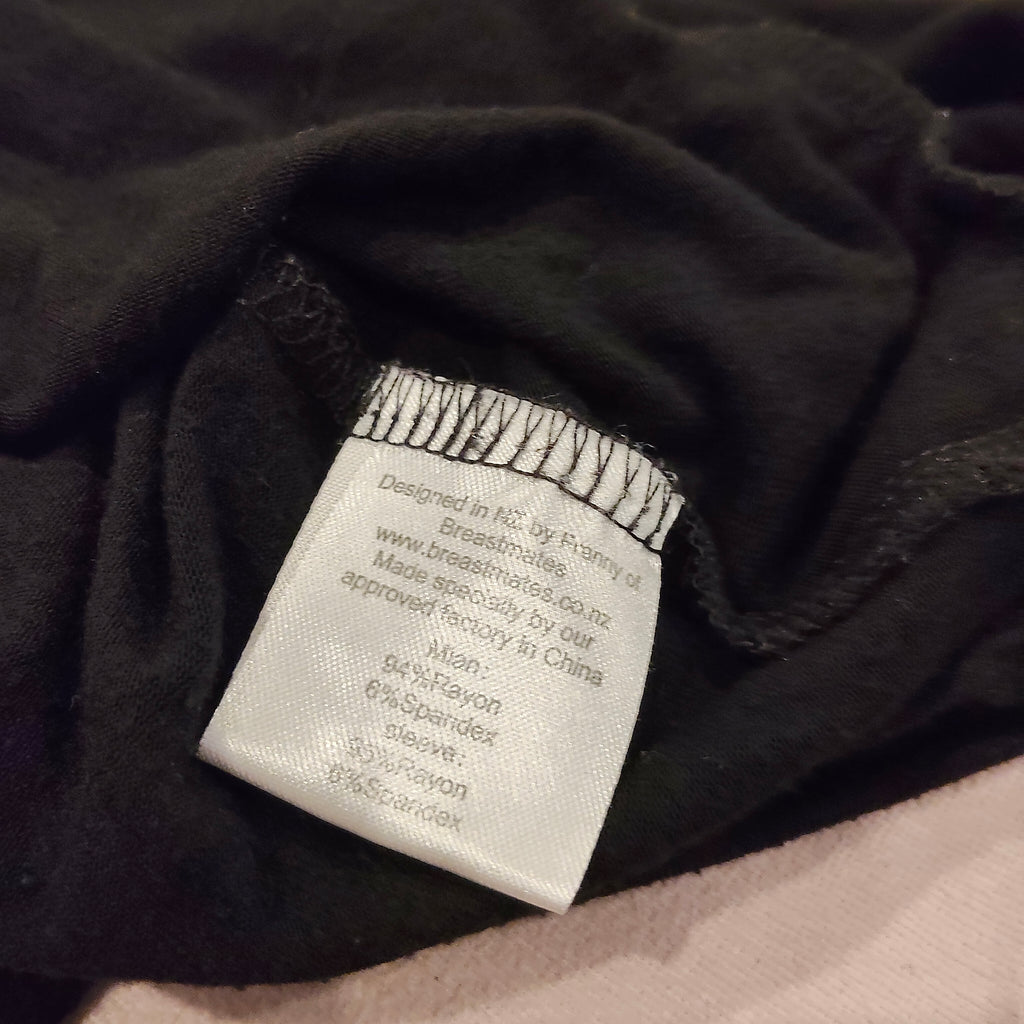 Designed in NZ by Franny of
Breastmates
www.breastmates.co.nz
Made specially by our
approved factory in China
Mian:
94%Rayon
6%Spandex
sleeve:
%Rayon
6%Spandex